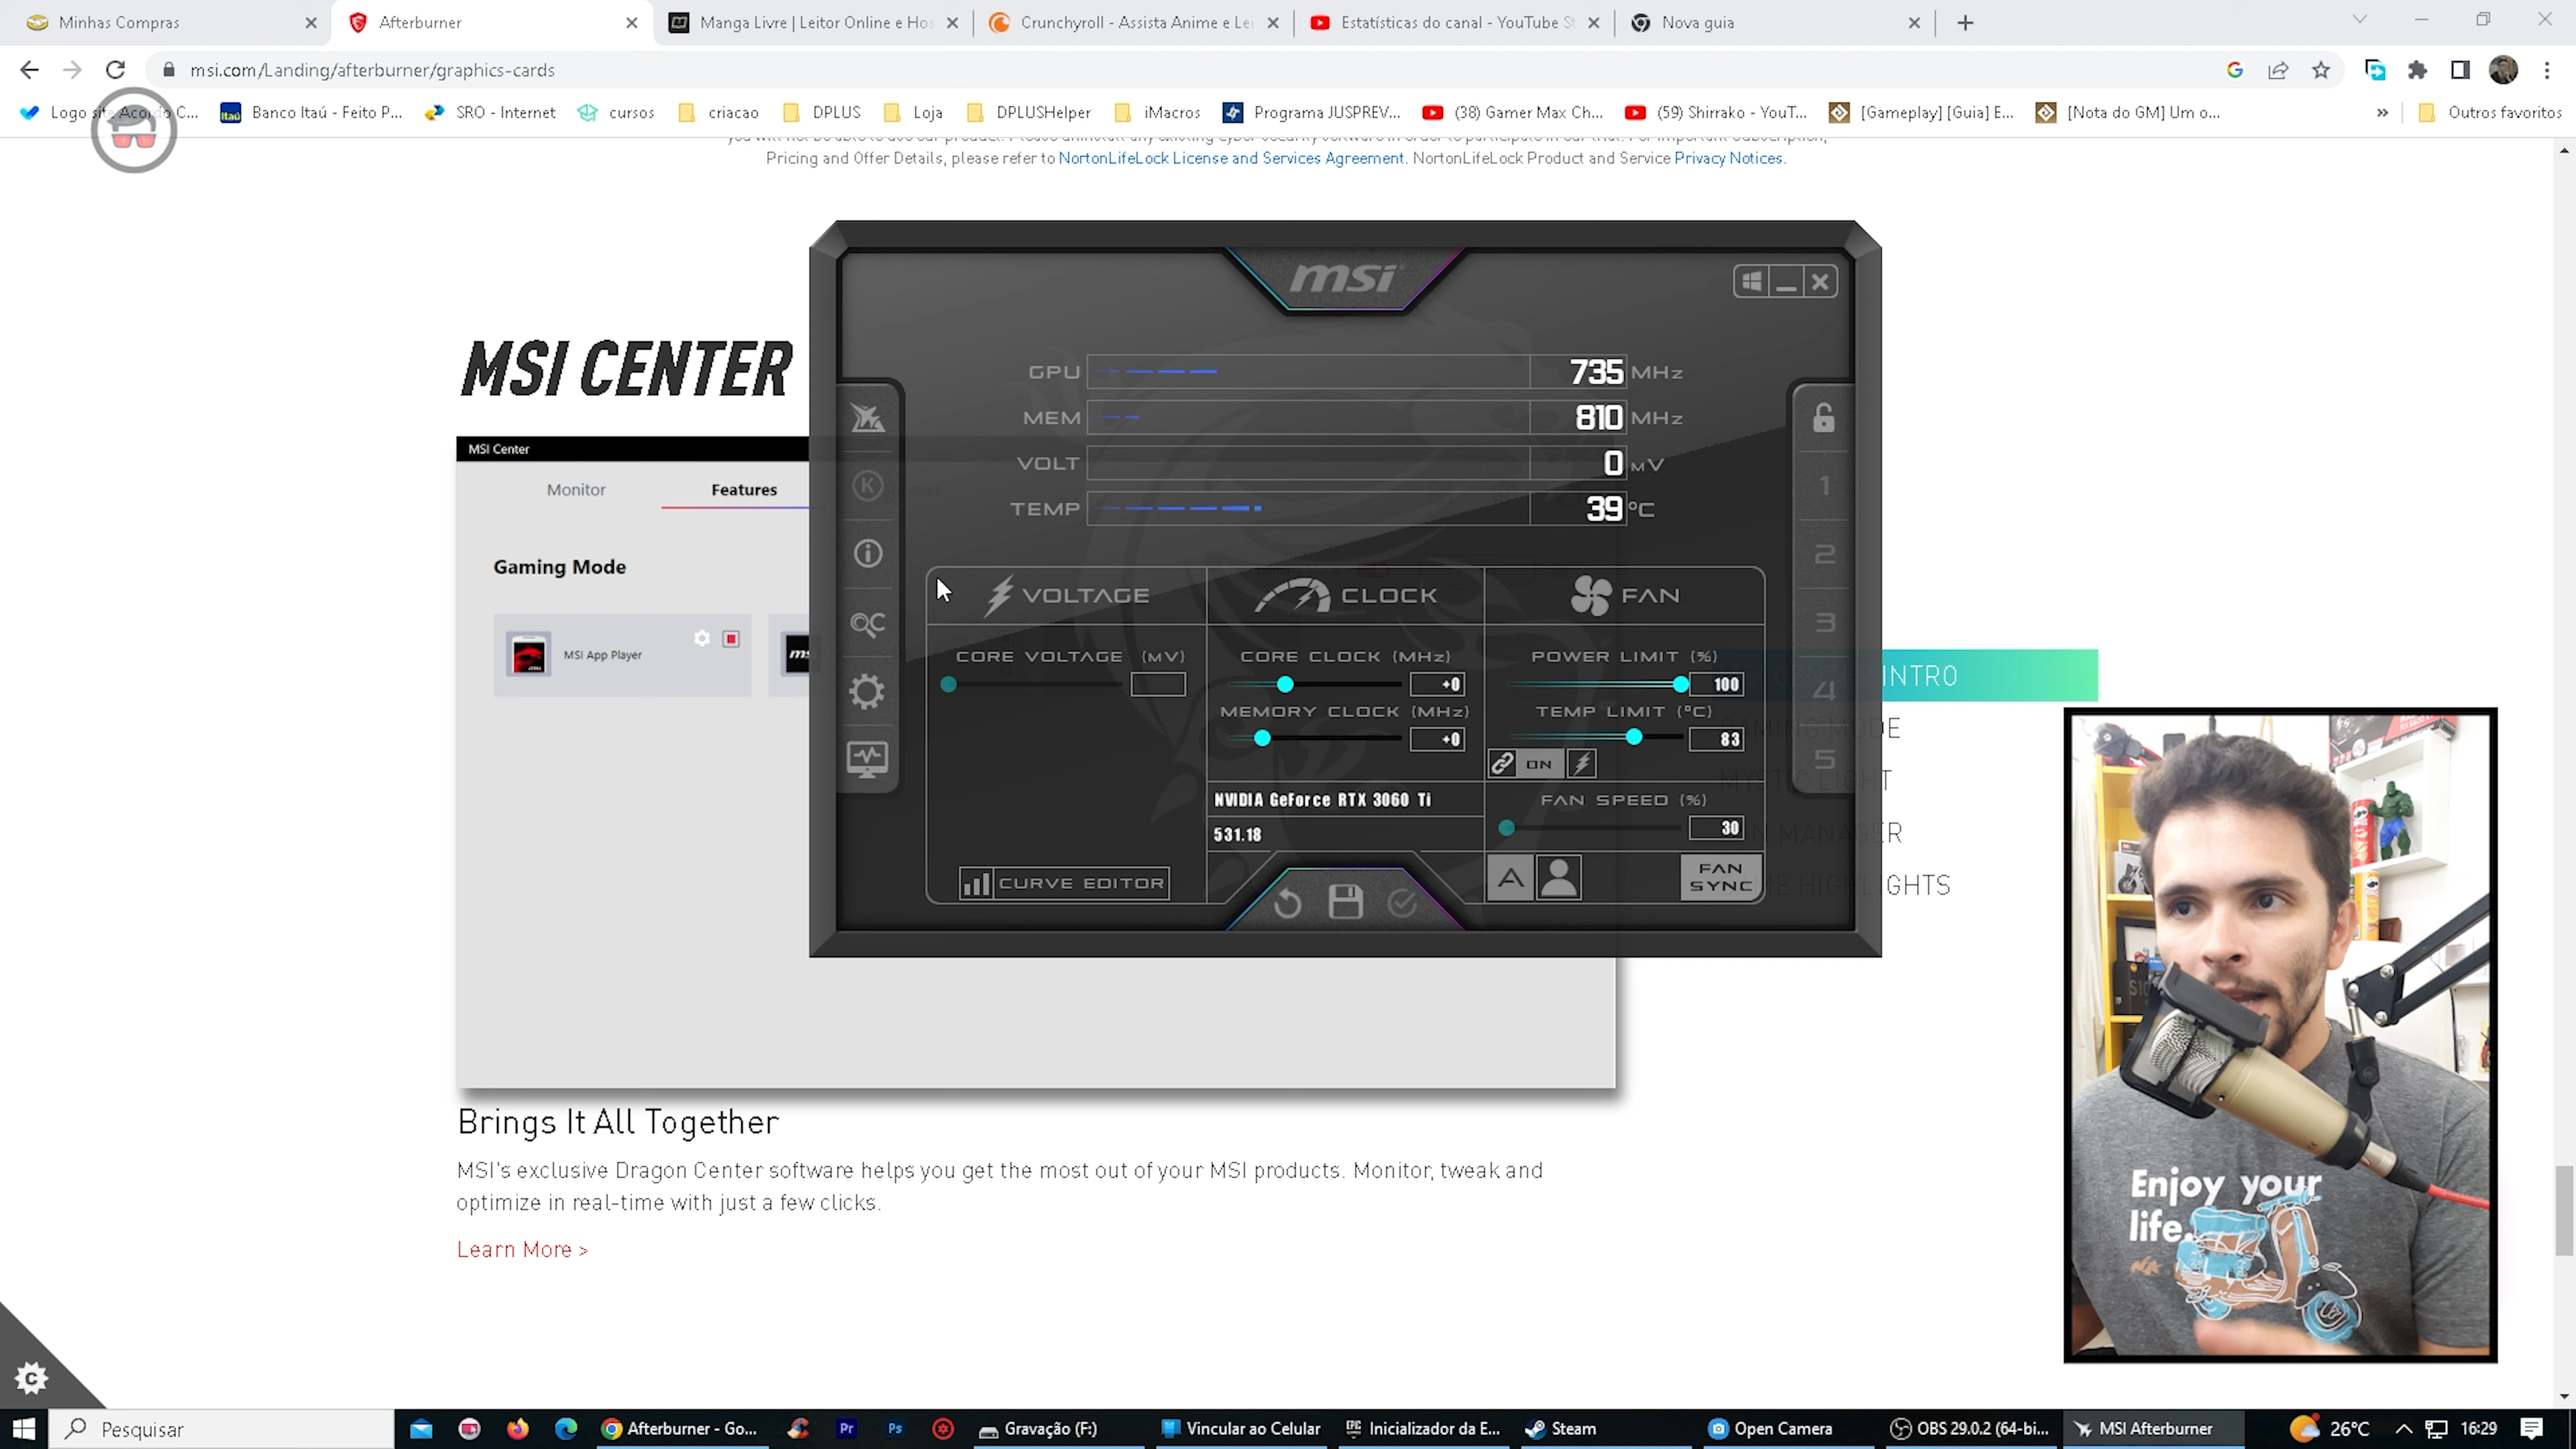 Minhas Compras
Afterburner
Manga Livre | Leitor Online e Hos
Crunchyroll - Assista Anime e Lei
Estatísticas do canal - YouTube St
Nova guia
msi.com/Landing/afterburner/graphics-cards
Logo site Acordo C...
Banco Itaú - Feito P...
SRO - Internet
cursos
criacao
DPLUS
Loja
DPLUSHelper
iMacros
Programa JUSPREV...
(38) Gamer Max Ch...
(59) Shirrako - YouT...
[Gameplay] [Guia] E...
[Nota do GM] Um o...
Outros favoritos
Pricing and Offer Details, please refer to NortonLifeLock License and Services Agreement. NortonLifeLock Product and Service Privacy Notices.
MSI CENTER
MSI Center
Monitor
Features
Gaming Mode
MSI App Player
msi
GPU 735 MHz
MEM 810 MHz
VOLT 0 mV
TEMP 39 °C
K
1
2
3
4
5
VOLTAGE
CLOCK
FAN
CORE VOLTAGE (MV)
CORE CLOCK (MHz)
+0
POWER LIMIT (%)
100
MEMORY CLOCK (MHz)
+0
TEMP LIMIT (°C)
83
ON
NVIDIA GeForce RTX 3060 Ti
531.18
FAN SPEED (%)
30
CURVE EDITOR
A
FAN
SYNC
INTRO
Brings It All Together
MSI's exclusive Dragon Center software helps you get the most out of your MSI products. Monitor, tweak and
optimize in real-time with just a few clicks.
Learn More >
Enjoy your
life.
Pesquisar
Afterburner - Go...
Pr
Ps
Gravação (F:)
Vincular ao Celular
Inicializador da E...
Steam
Open Camera
OBS 29.0.2 (64-bi...
MSI Afterburner
26°C
16:29